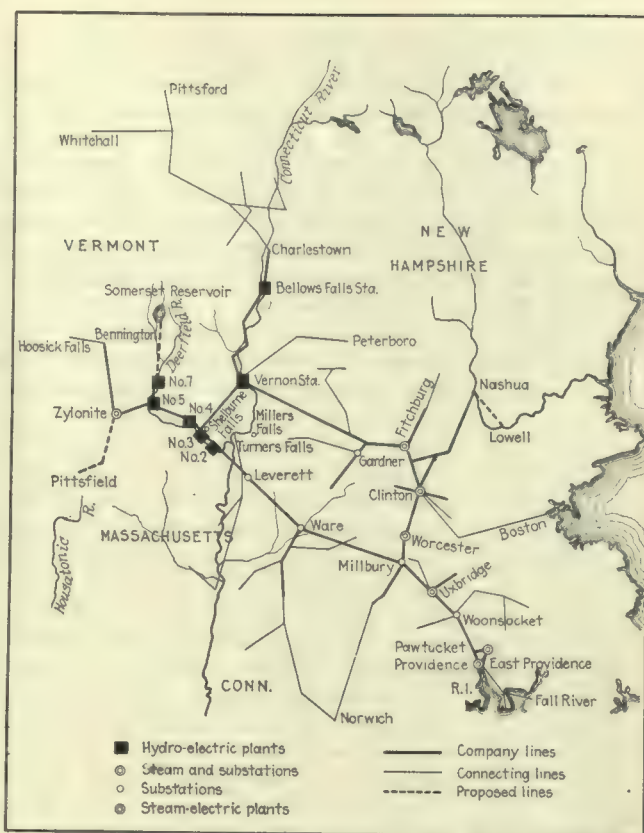 Pittsford
Whitehall
Connecticut River
VERMONT
Charlestown
NEW
HAMPSHIRE
Somerset Reservoir
Bellows Falls Sta.
Bennington
Deerfield R.
Hoosick Falls
Peterboro
No.7
Vernon Sta.
Nashua
Zylonite
No.5
No.4
Shelburne
Falls
Millers
Falls
Fitchburg
Lowell
No.3
No.2
Turners Falls
Gardner
Pittsfield
Leverett
Clinton
Housatonic R.
MASSACHUSETTS
Ware
Boston
Worcester
Millbury
Uxbridge
Woonsocket
Pawtucket
Providence
East Providence
CONN.
R.I.
Fall River
Norwich
Hydro-electric plants
Steam and substations
Substations
Steam-electric plants
Company lines
Connecting lines
Proposed lines